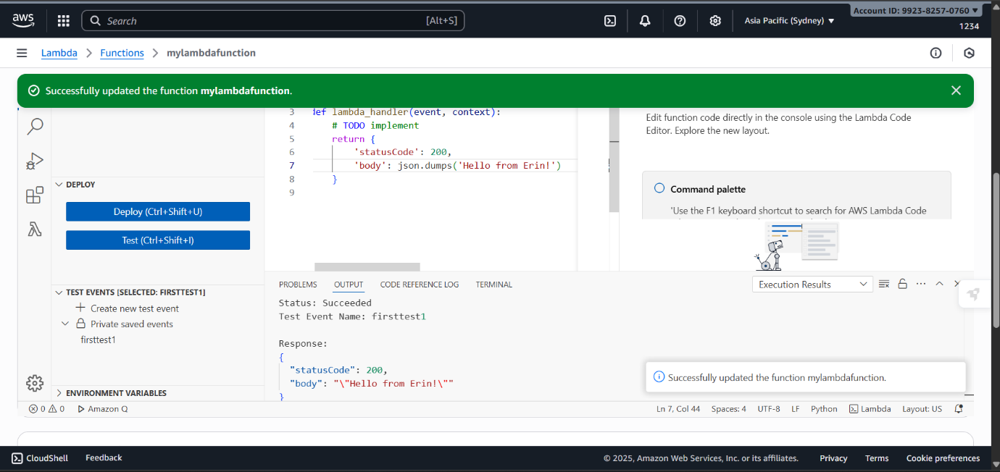 aws
Search
[Alt+S]
Asia Pacific (Sydney) ▼
Account ID: 9923-8257-0760 ▼
1234
Lambda > Functions > mylambdafunction
Successfully updated the function mylambdafunction.
3 def lambda_handler(event, context):
4 # TODO implement
5 return {
6 'statusCode': 200,
7 'body': json.dumps('Hello from Erin!')
8 }
9
Edit function code directly in the console using the Lambda Code
Editor. Explore the new layout.
Command palette
'Use the F1 keyboard shortcut to search for AWS Lambda Code
DEPLOY
Deploy (Ctrl+Shift+U)
Test (Ctrl+Shift+I)
TEST EVENTS [SELECTED: FIRSTTEST1]
Create new test event
Private saved events
firsttest1
ENVIRONMENT VARIABLES
PROBLEMS OUTPUT CODE REFERENCE LOG TERMINAL
Execution Results
Status: Succeeded
Test Event Name: firsttest1
Response:
{
"statusCode": 200,
"body": "\"Hello from Erin!\""
}
Successfully updated the function mylambdafunction.
0 0 Amazon Q
Ln 7, Col 44 Spaces: 4 UTF-8 LF Python Lambda Layout: US
CloudShell Feedback
© 2025, Amazon Web Services, Inc. or its affiliates. Privacy Terms Cookie preferences